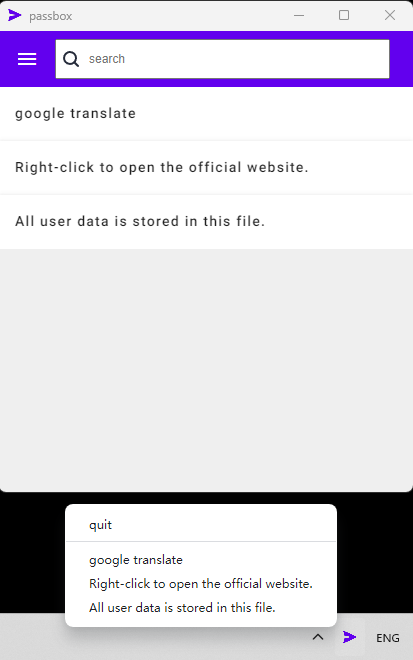 passbox
search
google translate
Right-click to open the official website.
All user data is stored in this file.
quit
google translate
Right-click to open the official website.
All user data is stored in this file.
ENG